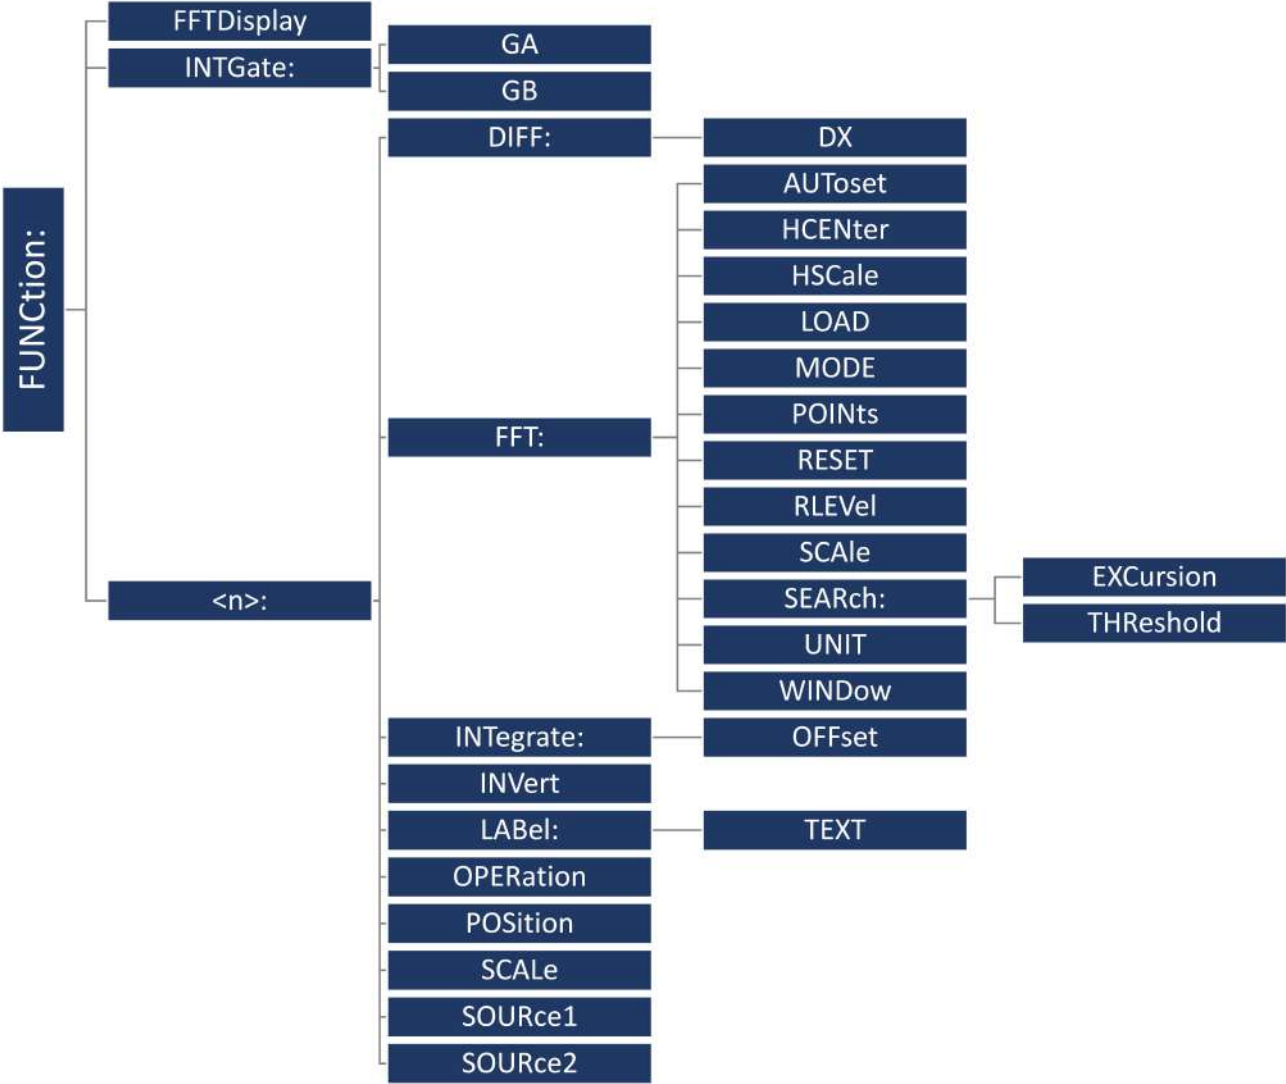 FUNCtion:
FFTDisplay
INTGate:
GA
GB
<n>:
DIFF:
DX
FFT:
AUToset
HCENter
HSCale
LOAD
MODE
POINts
RESET
RLEVel
SCAle
SEARch:
EXCursion
THReshold
UNIT
WINDow
INTegrate:
OFFset
INVert
LABel:
TEXT
OPERation
POSition
SCALe
SOURce1
SOURce2